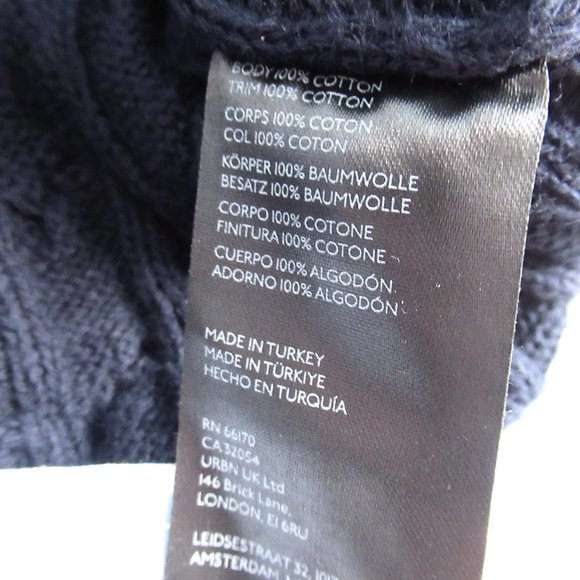 BODY 100% COTTON
TRIM 100% COTTON
CORPS 100% COTON
COL 100% COTON
KÖRPER 100% BAUMWOLLE
BESATZ 100% BAUMWOLLE
CORPO 100% COTONE
FINITURA 100% COTONE
CUERPO 100% ALGODÓN
ADORNO 100% ALGODÓN
MADE IN TURKEY
MADE IN TÜRKIYE
HECHO EN TURQUÍA
RN 66170
CA 32054
URBN UK Ltd
146 Brick Lane,
LONDON, E1 6RU
LEIDSESTRAAT 32,
AMSTERDAM,